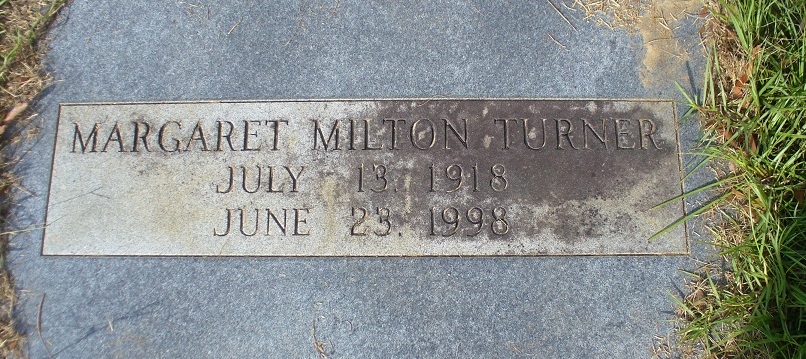 MARGARET MILTON TURNER
JULY 13, 1918
JUNE 23, 1998